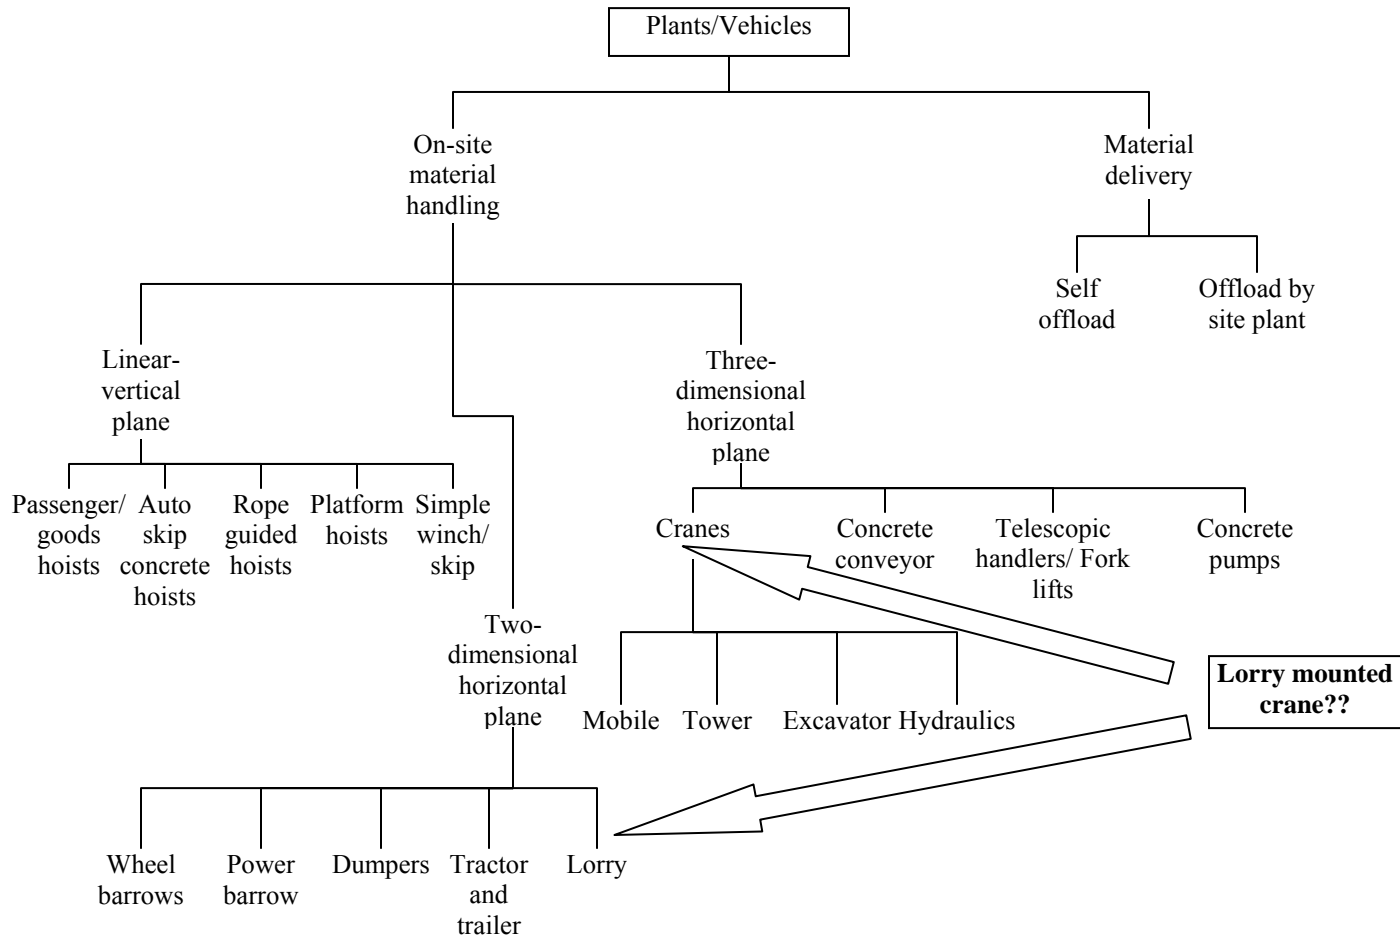 Plants/Vehicles
On-site
material
handling
Material
delivery
Self
offload
Offload by
site plant
Linear-
vertical
plane
Three-
dimensional
horizontal
plane
Passenger/
goods
hoists
Auto
skip
concrete
hoists
Rope
guided
hoists
Platform
hoists
Simple
winch/
skip
Cranes
Concrete
conveyor
Telescopic
handlers/ Fork
lifts
Concrete
pumps
Two-
dimensional
horizontal
plane
Mobile
Tower
Excavator
Hydraulics
Lorry mounted
crane??
Wheel
barrows
Power
barrow
Dumpers
Tractor
and
trailer
Lorry